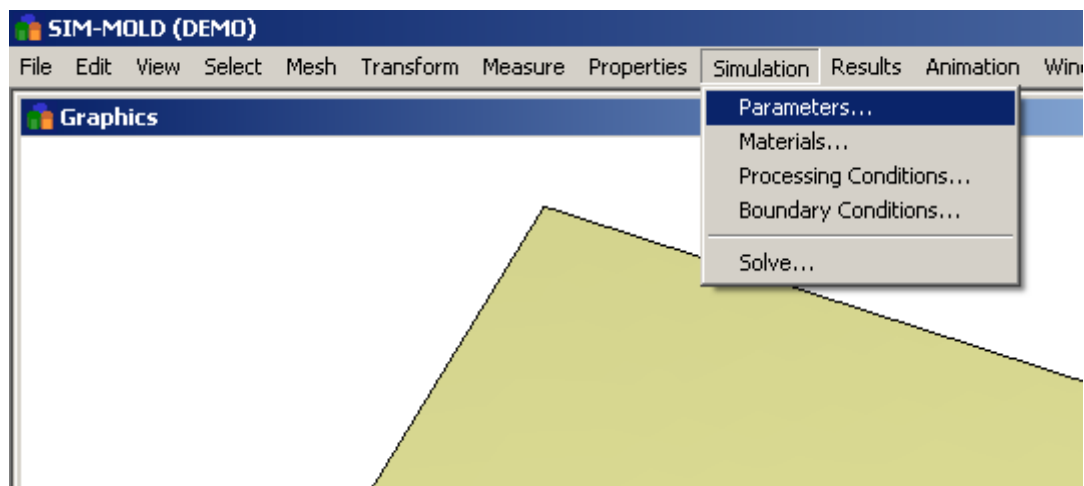 SIM-MOLD (DEMO)
File Edit View Select Mesh Transform Measure Properties Simulation Results Animation
Graphics
Parameters...
Materials...
Processing Conditions...
Boundary Conditions...
Solve...